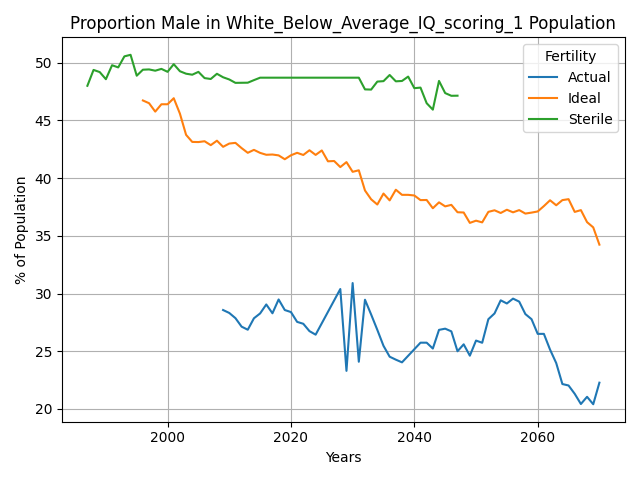 Proportion Male in White_Below_Average_IQ_scoring_1 Population
Fertility
Actual
Ideal
Sterile
% of Population
50
45
40
35
30
25
20
2000
2020
2040
2060
Years